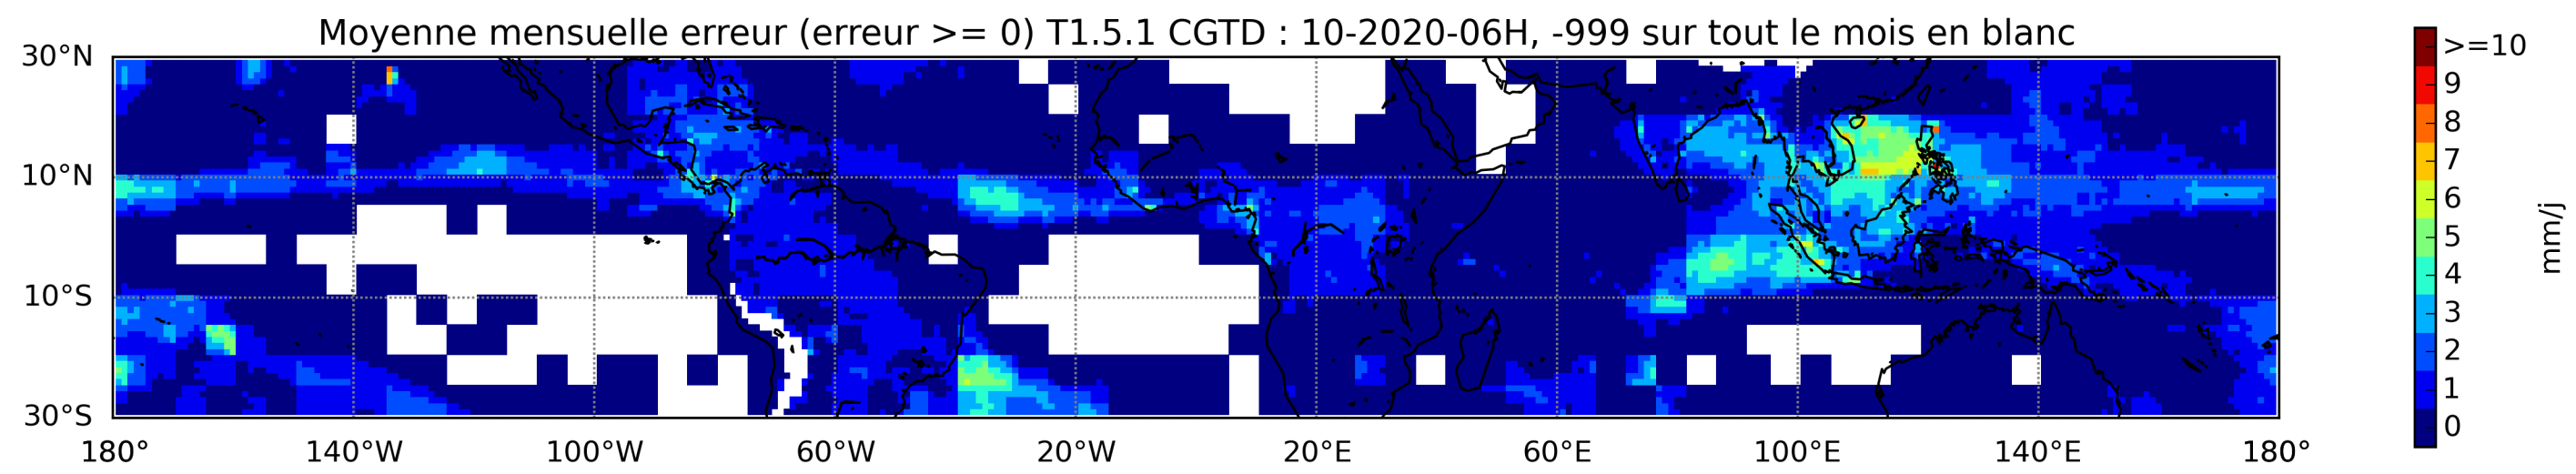 Moyenne mensuelle erreur (erreur >= 0) T1.5.1 CGTD : 10-2020-06H, -999 sur tout le mois en blanc
30°N
10°N
10°S
30°S
180° 140°W 100°W 60°W 20°W 20°E 60°E 100°E 140°E 180°
>=10
9
8
7
6
5
4
3
2
1
0
mm/j